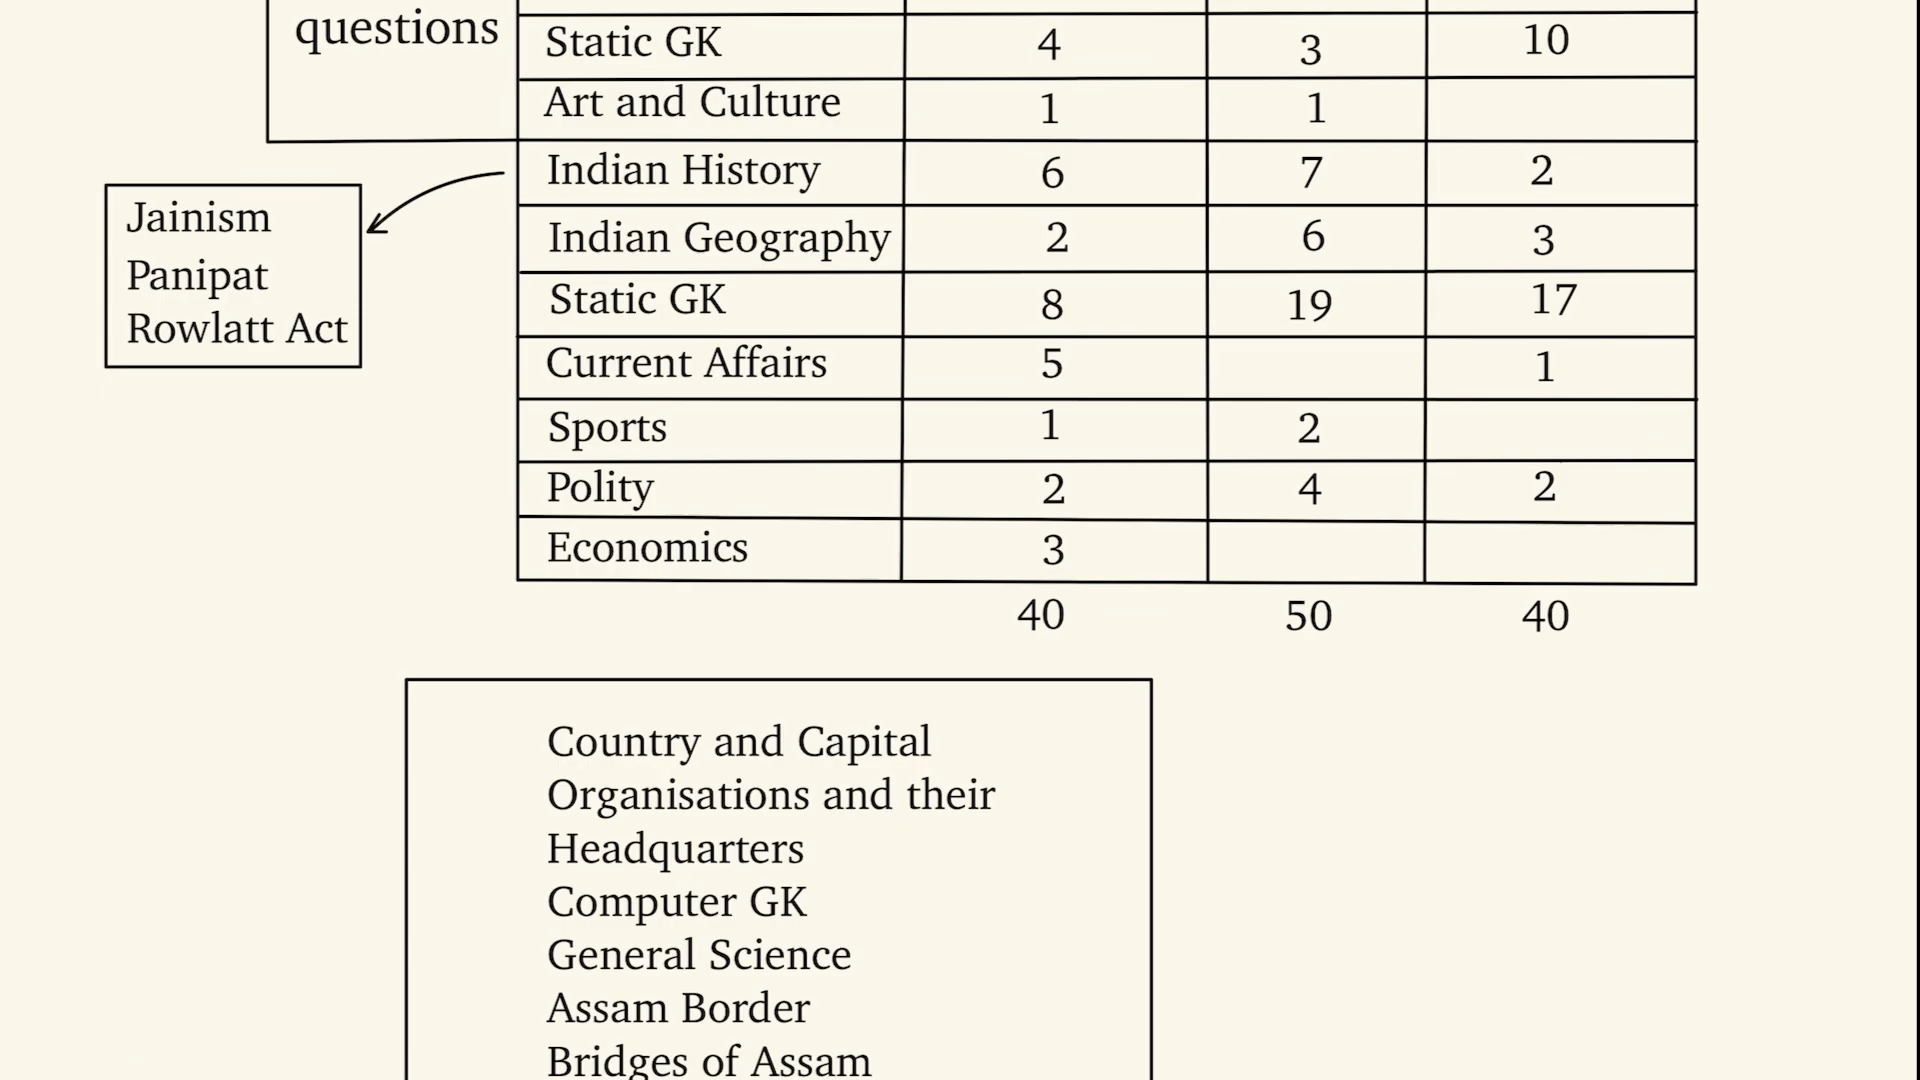 questions
Static GK 4 3 10
Art and Culture 1 1
Indian History 6 7 2
Indian Geography 2 6 3
Static GK 8 19 17
Current Affairs 5 1
Sports 1 2
Polity 2 4 2
Economics 3
40 50 40
Jainism
Panipat
Rowlatt Act
Country and Capital
Organisations and their
Headquarters
Computer GK
General Science
Assam Border
Bridges of Assam